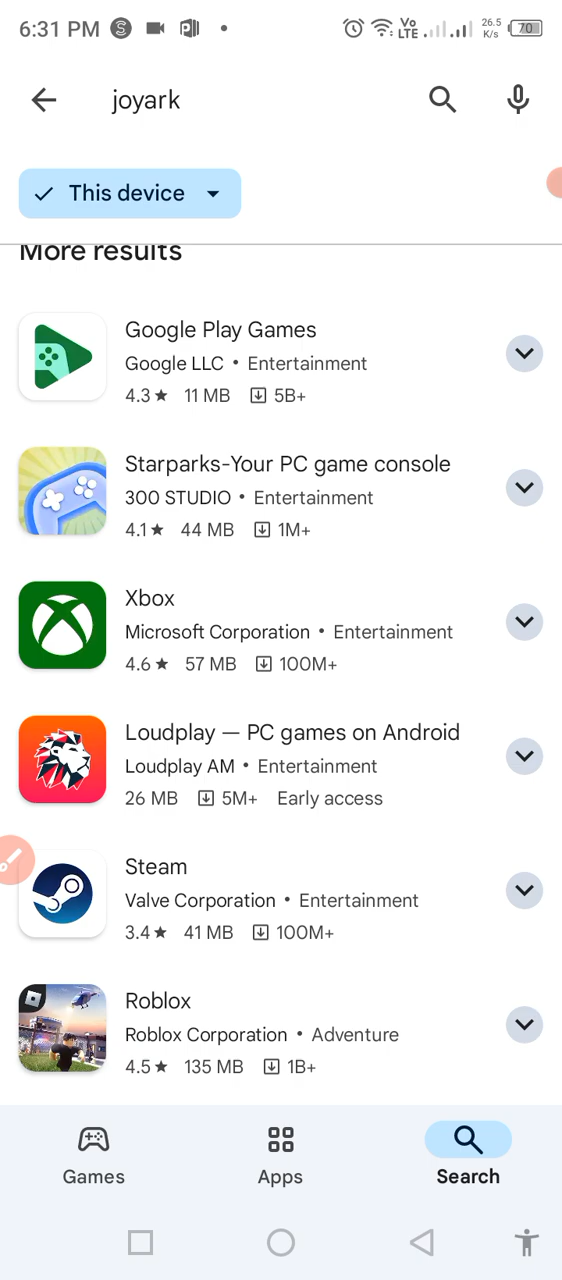 6:31 PM
Vo LTE
26.5 K/s
70
joyark
This device
More results
Google Play Games
Google LLC • Entertainment
4.3★ 11 MB 5B+
Starparks-Your PC game console
300 STUDIO • Entertainment
4.1★ 44 MB 1M+
Xbox
Microsoft Corporation • Entertainment
4.6★ 57 MB 100M+
Loudplay — PC games on Android
Loudplay AM • Entertainment
26 MB 5M+ Early access
Steam
Valve Corporation • Entertainment
3.4★ 41 MB 100M+
Roblox
Roblox Corporation • Adventure
4.5★ 135 MB 1B+
Games
Apps
Search